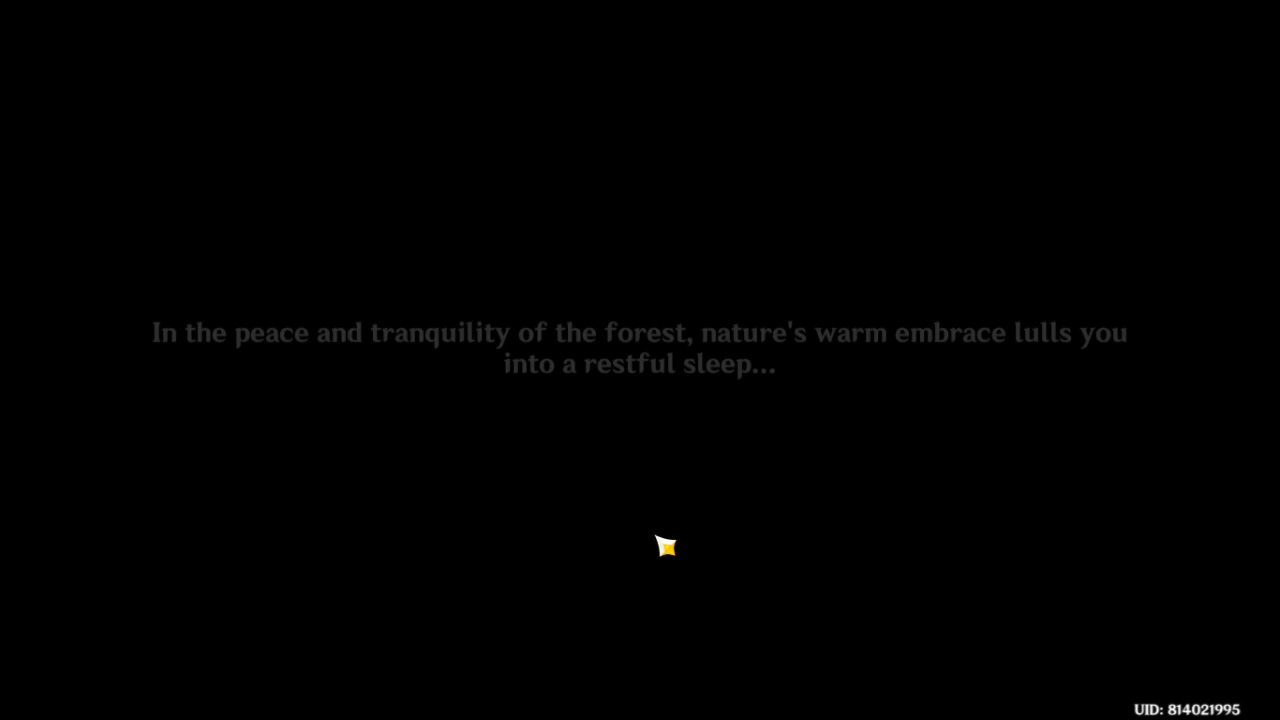 In the peace and tranquility of the forest, nature's warm embrace lulls you
into a restful sleep...
UID: 814021995